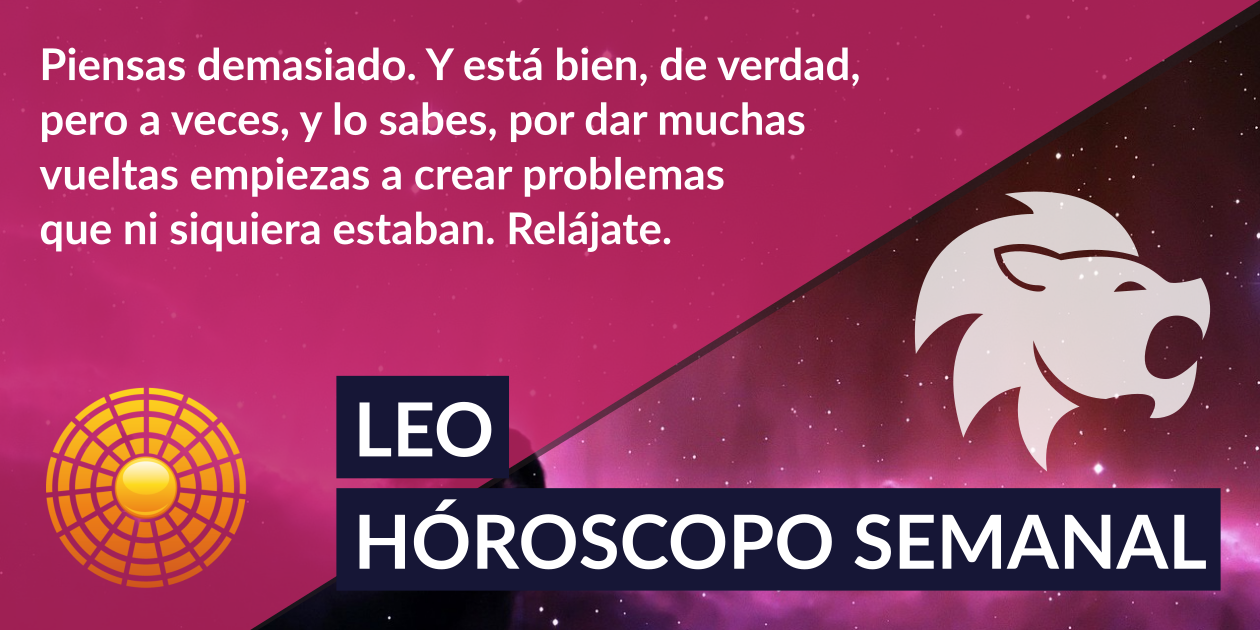 Piensas demasiado. Y está bien, de verdad,
pero a veces, y lo sabes, por dar muchas
vueltas empiezas a crear problemas
que ni siquiera estaban. Relájate.
LEO
HÓROSCOPO SEMANAL